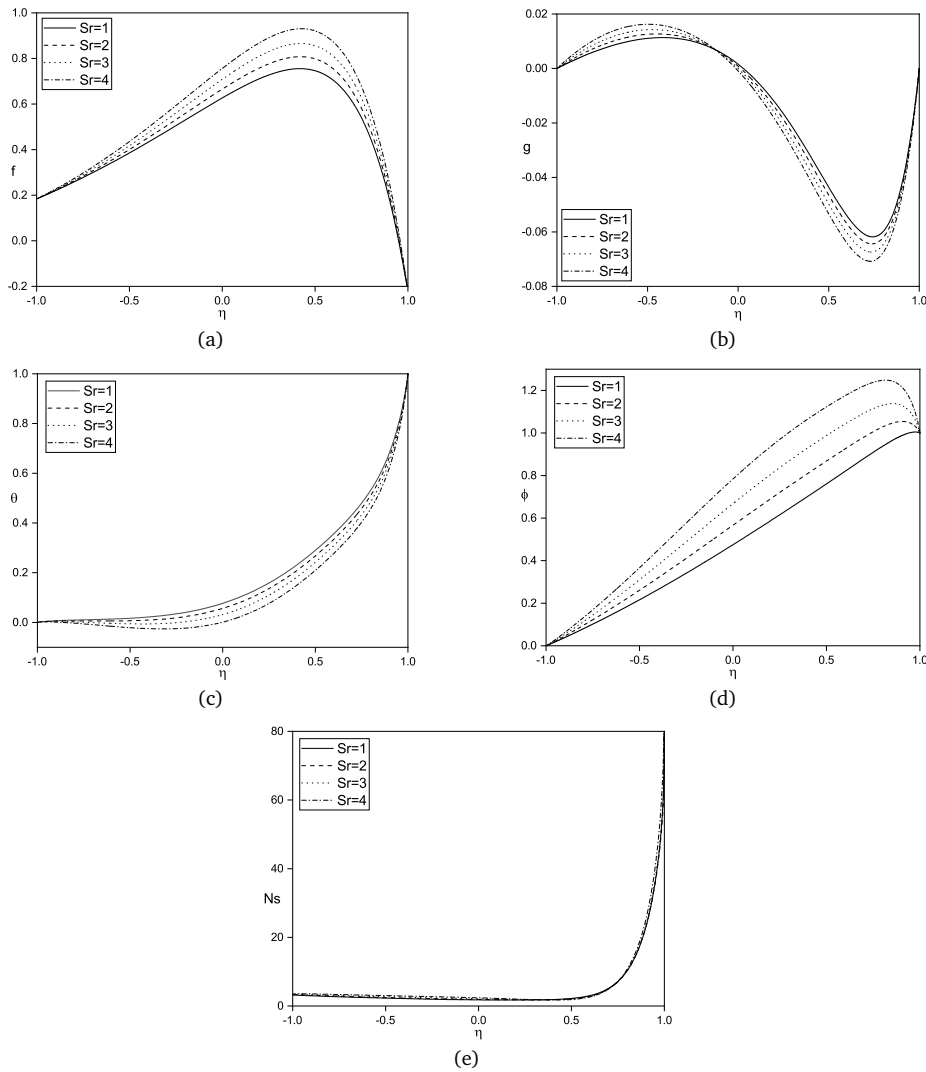 1.0
0.8
0.6
0.4
0.2
0.0
-0.2
f
Sr=1
Sr=2
Sr=3
Sr=4
-1.0 -0.5 0.0 0.5 1.0
η
(a)
0.02
0.00
-0.02
-0.04
-0.06
-0.08
g
Sr=1
Sr=2
Sr=3
Sr=4
-1.0 -0.5 0.0 0.5 1.0
η
(b)
1.0
0.8
0.6
0.4
0.2
0.0
θ
Sr=1
Sr=2
Sr=3
Sr=4
-1.0 -0.5 0.0 0.5 1.0
η
(c)
1.2
1.0
0.8
0.6
0.4
0.2
0.0
ϕ
Sr=1
Sr=2
Sr=3
Sr=4
-1.0 -0.5 0.0 0.5 1.0
η
(d)
80
60
40
20
0
Ns
Sr=1
Sr=2
Sr=3
Sr=4
-1.0 -0.5 0.0 0.5 1.0
η
(e)